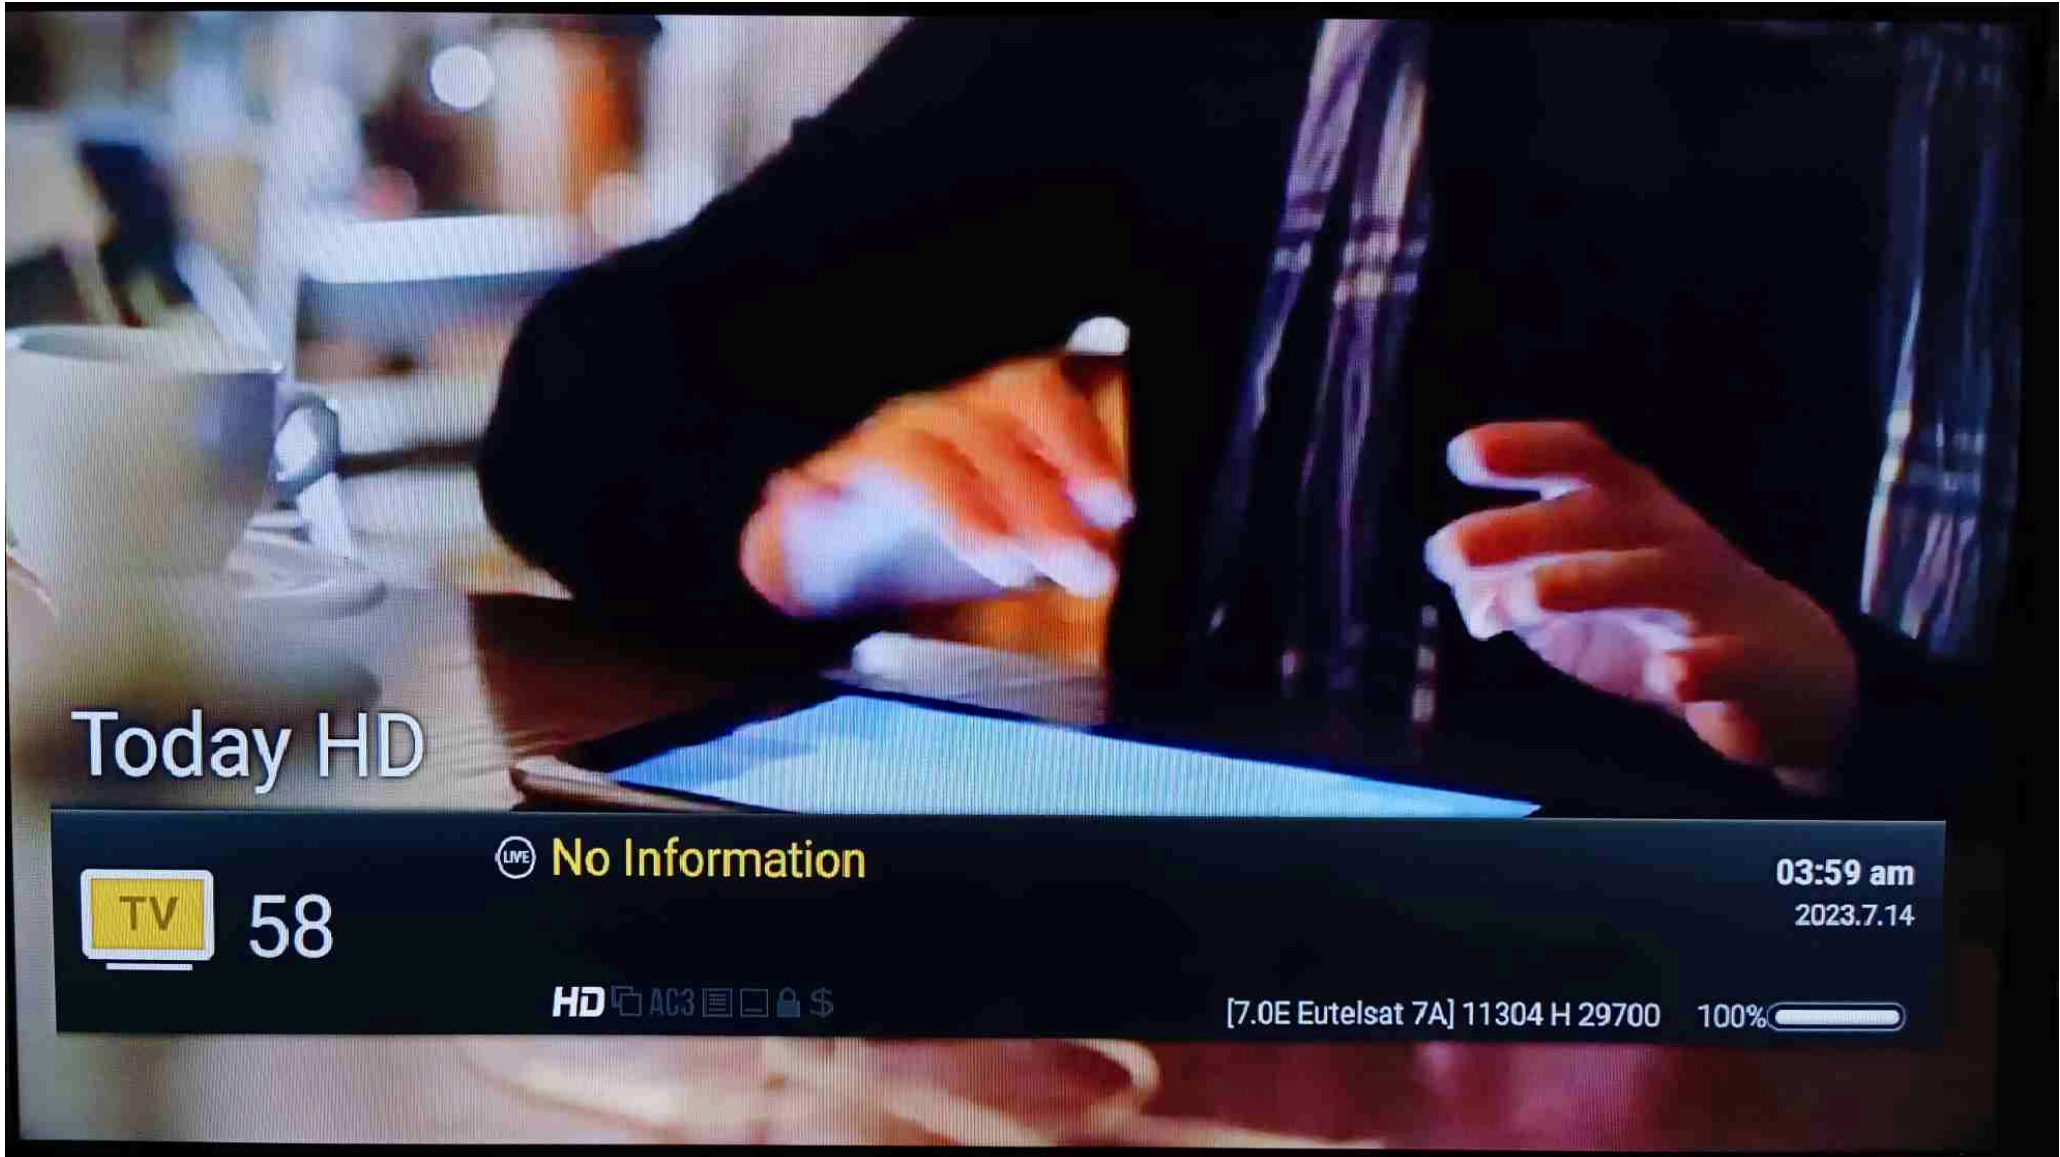 Today HD
LIVE No Information
03:59 am
2023.7.14
TV 58
HD AC3 $
[7.0E Eutelsat 7A] 11304 H 29700 100%